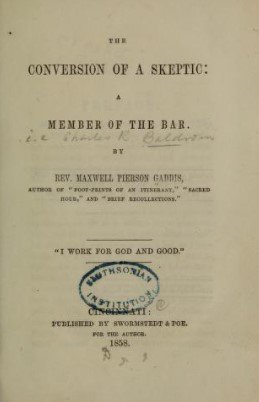 THE
CONVERSION OF A SKEPTIC:
A
MEMBER OF THE BAR.
i.e Charles R. Baldwin
BY
REV. MAXWELL PIERSON GADDIS,
AUTHOR OF "FOOT-PRINTS OF AN ITINERANT," "SACRED
HOUR," AND "BRIEF RECOLLECTIONS."
"I WORK FOR GOD AND GOOD."
SMITHSONIAN
INSTITUTION
CINCINNATI:
PUBLISHED BY SWORMSTEDT & POE.
FOR THE AUTHOR.
1858.